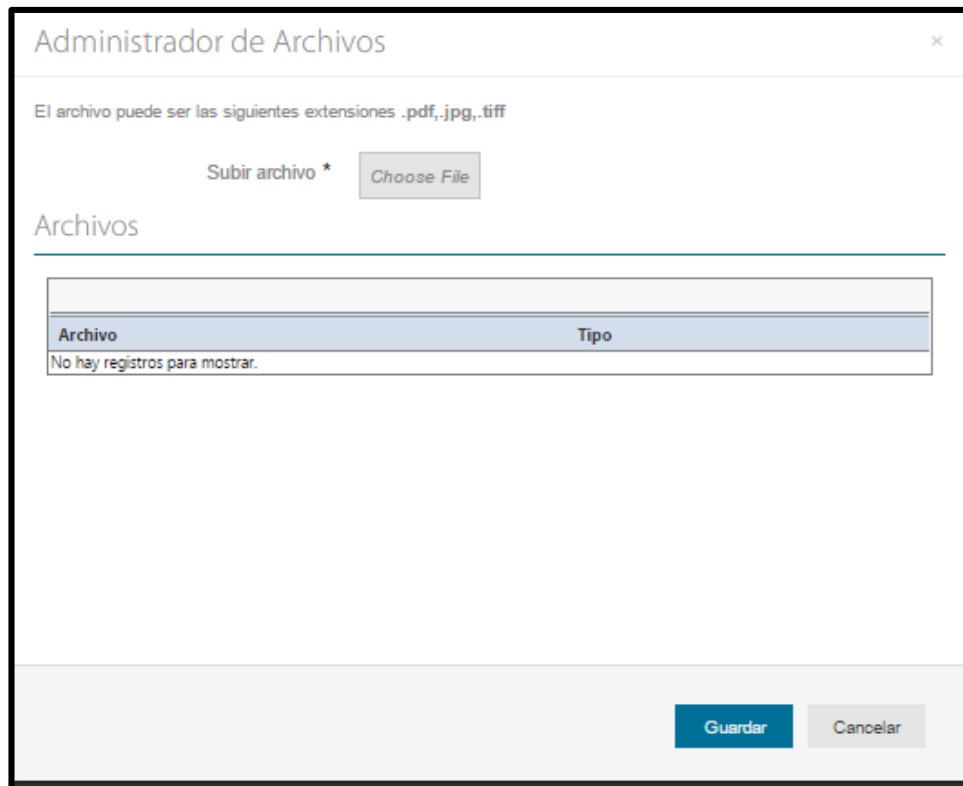 Administrador de Archivos ×
El archivo puede ser las siguientes extensiones .pdf,.jpg,.tiff
Subir archivo * Choose File
Archivos
Archivo Tipo
No hay registros para mostrar.
Guardar Cancelar